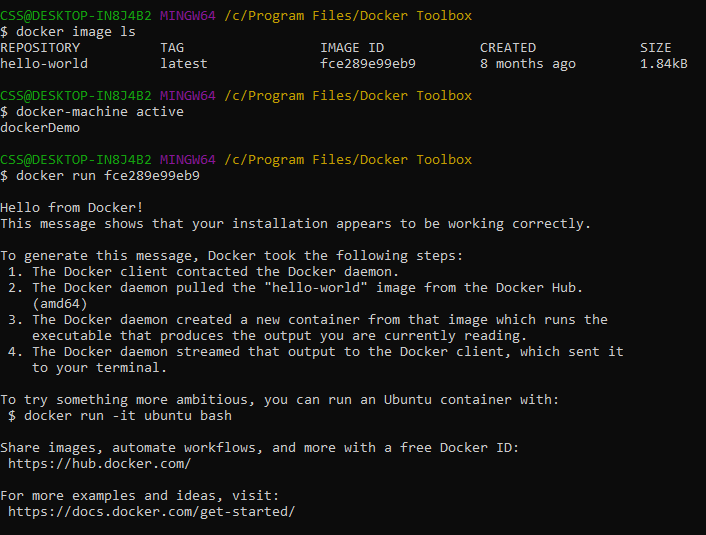 CSS@DESKTOP-IN8J4B2 MINGW64 /c/Program Files/Docker Toolbox
$ docker image ls
REPOSITORY          TAG                 IMAGE ID            CREATED             SIZE
hello-world         latest              fce289e99eb9        8 months ago        1.84kB
CSS@DESKTOP-IN8J4B2 MINGW64 /c/Program Files/Docker Toolbox
$ docker-machine active
dockerDemo
CSS@DESKTOP-IN8J4B2 MINGW64 /c/Program Files/Docker Toolbox
$ docker run fce289e99eb9
Hello from Docker!
This message shows that your installation appears to be working correctly.
To generate this message, Docker took the following steps:
 1. The Docker client contacted the Docker daemon.
 2. The Docker daemon pulled the "hello-world" image from the Docker Hub.
    (amd64)
 3. The Docker daemon created a new container from that image which runs the
    executable that produces the output you are currently reading.
 4. The Docker daemon streamed that output to the Docker client, which sent it
    to your terminal.
To try something more ambitious, you can run an Ubuntu container with:
 $ docker run -it ubuntu bash
Share images, automate workflows, and more with a free Docker ID:
 https://hub.docker.com/
For more examples and ideas, visit:
 https://docs.docker.com/get-started/